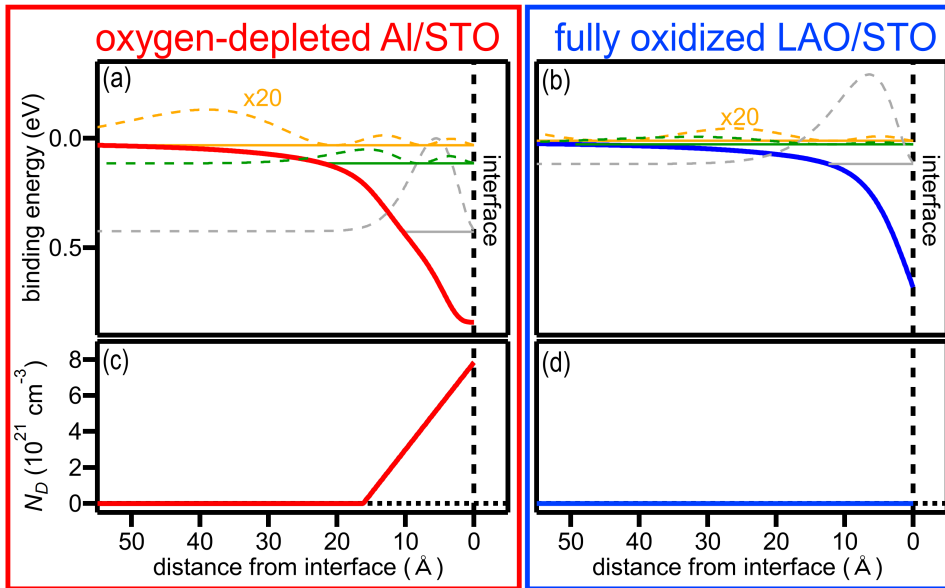 oxygen-depleted Al/STO
fully oxidized LAO/STO
(a)
x20
interface
binding energy (eV)
0.0
0.5
(b)
x20
interface
(c)
N_D (10^21 cm^-3)
8
6
4
2
0
50 40 30 20 10 0
distance from interface (Å)
(d)
50 40 30 20 10 0
distance from interface (Å)